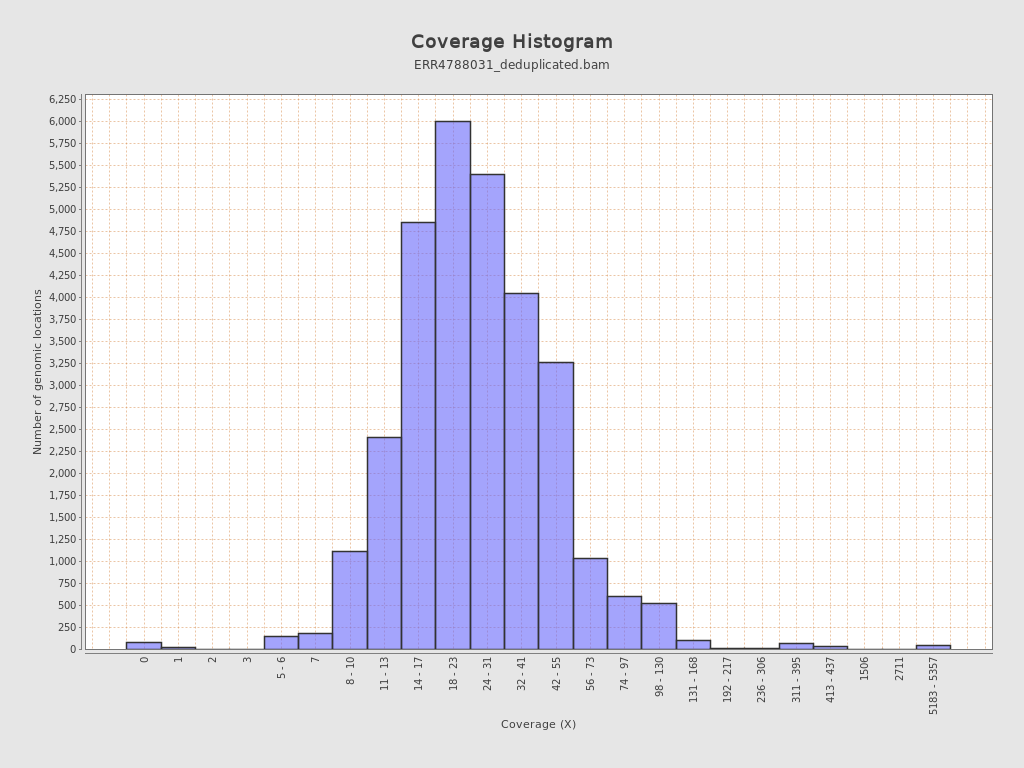 Coverage Histogram
ERR4788031_deduplicated.bam
Number of genomic locations
6,250
6,000
5,750
5,500
5,250
5,000
4,750
4,500
4,250
4,000
3,750
3,500
3,250
3,000
2,750
2,500
2,250
2,000
1,750
1,500
1,250
1,000
750
500
250
0
0
1
2
3
5 - 6
7
8 - 10
11 - 13
14 - 17
18 - 23
24 - 31
32 - 41
42 - 55
56 - 73
74 - 97
98 - 130
131 - 168
192 - 217
236 - 306
311 - 395
413 - 437
1506
2711
5183 - 5357
Coverage (X)